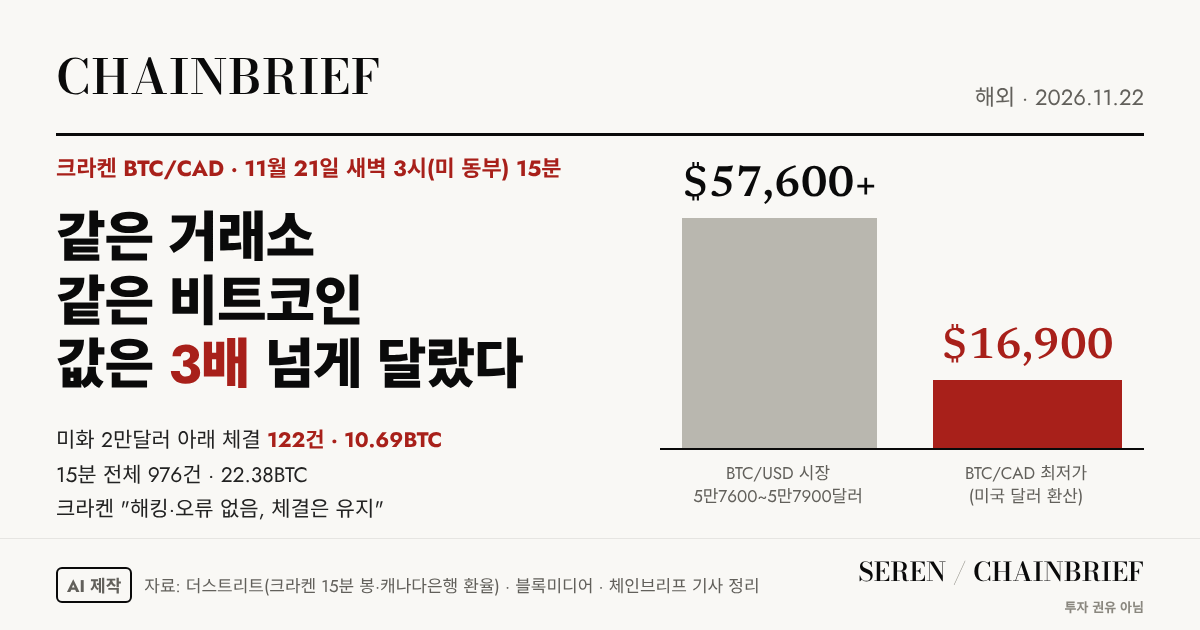 CHAINBRIEF
해외 · 2026.11.22
크라켄 BTC/CAD · 11월 21일 새벽 3시(미 동부) 15분
같은 거래소
같은 비트코인
값은 3배 넘게 달랐다
미화 2만달러 아래 체결 122건 · 10.69BTC
15분 전체 976건 · 22.38BTC
크라켄 "해킹·오류 없음, 체결은 유지"
$57,600+
$16,900
BTC/USD 시장
5만7600~5만7900달러
BTC/CAD 최저가
(미국 달러 환산)
AI 제작
자료: 더스트리트(크라켄 15분 봉·캐나다은행 환율) · 블록미디어 · 체인브리프 기사 정리
SEREN / CHAINBRIEF
투자 권유 아님